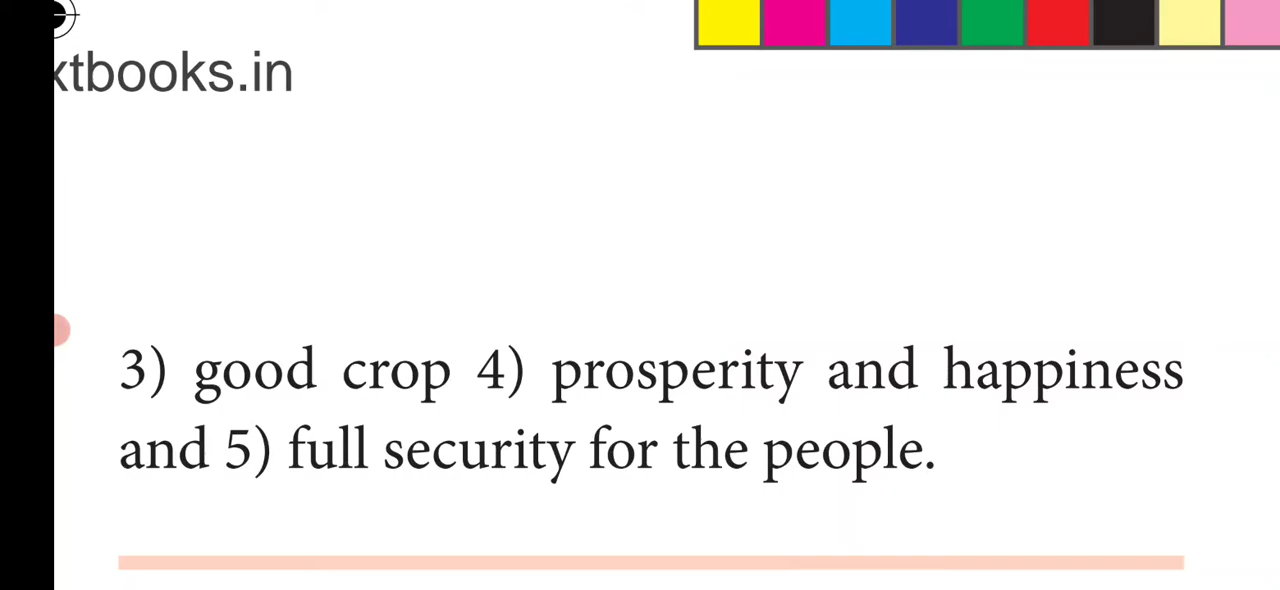 xtbooks.in
3) good crop 4) prosperity and happiness
and 5) full security for the people.